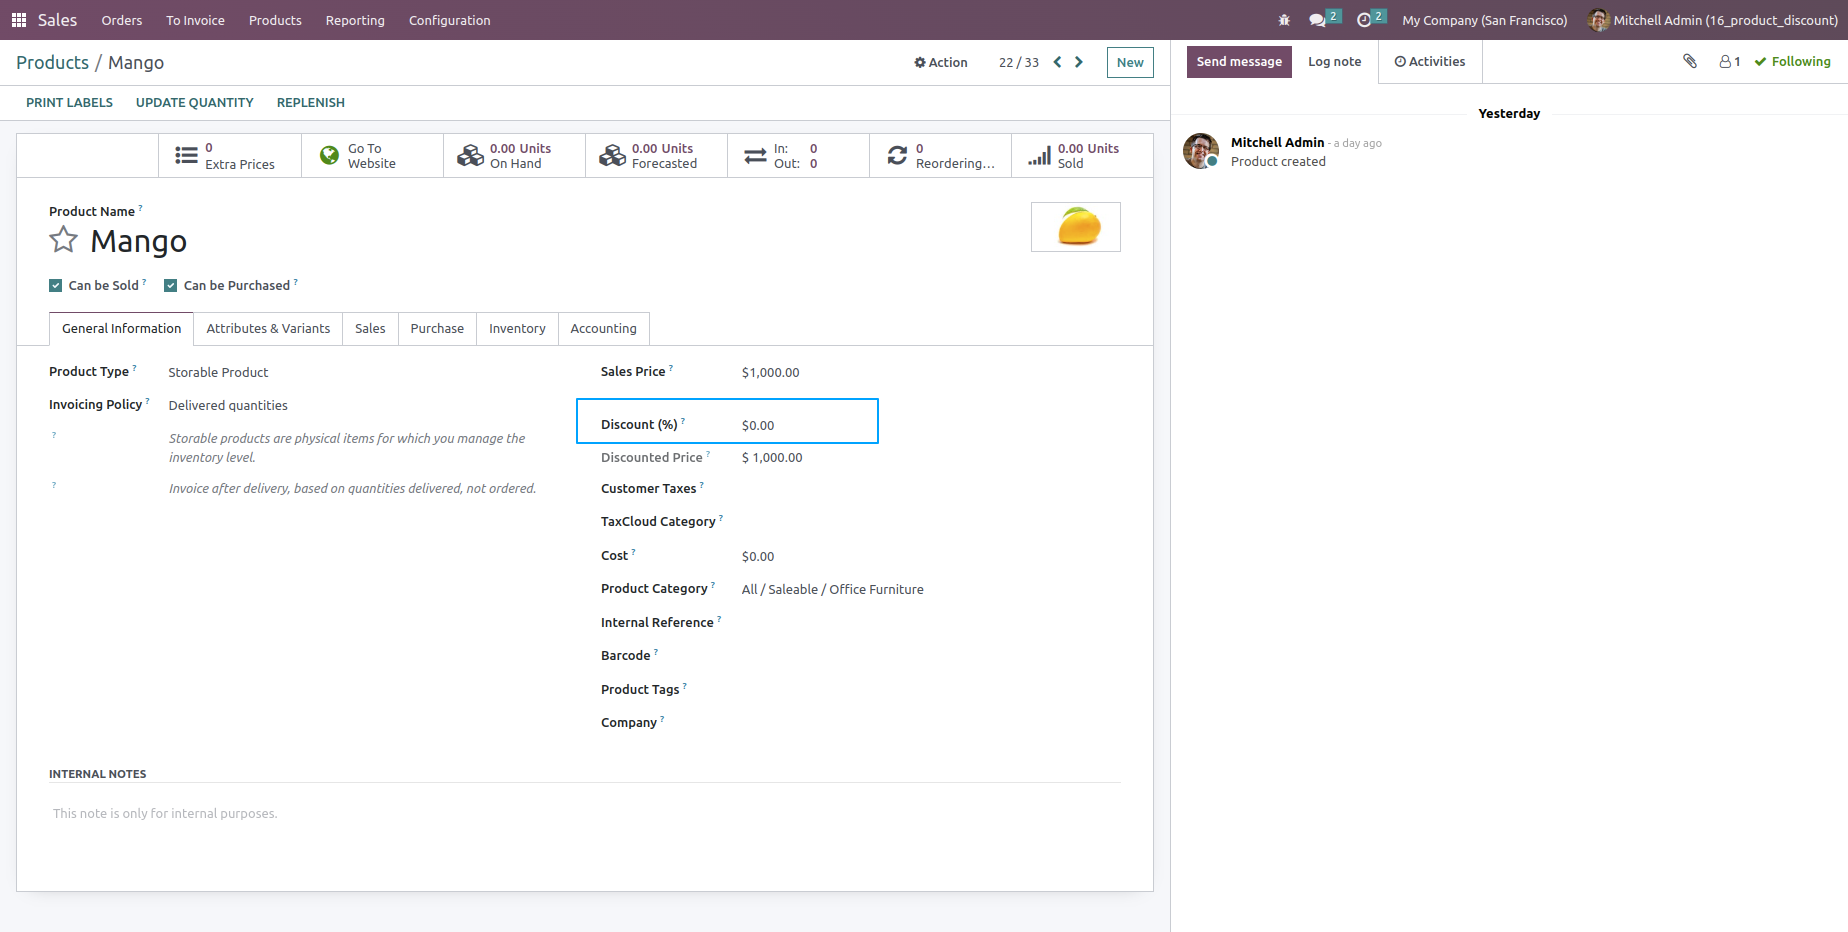 Sales Orders To Invoice Products Reporting Configuration 2 2 My Company (San Francisco) Mitchell Admin (16_product_discount)
Products / Mango Action 22 / 33 New
PRINT LABELS UPDATE QUANTITY REPLENISH
0
Extra Prices
Go To
Website
0.00 Units
On Hand
0.00 Units
Forecasted
In: 0
Out: 0
0
Reordering...
0.00 Units
Sold
Product Name ?
Mango
Can be Sold ? Can be Purchased ?
General Information Attributes & Variants Sales Purchase Inventory Accounting
Product Type ? Storable Product
Invoicing Policy ? Delivered quantities
? Storable products are physical items for which you manage the
inventory level.
? Invoice after delivery, based on quantities delivered, not ordered.
Sales Price ? $1,000.00
Discount (%) ? $0.00
Discounted Price ? $ 1,000.00
Customer Taxes ?
TaxCloud Category ?
Cost ? $0.00
Product Category ? All / Saleable / Office Furniture
Internal Reference ?
Barcode ?
Product Tags ?
Company ?
INTERNAL NOTES
This note is only for internal purposes.
Send message Log note Activities 1 Following
Yesterday
Mitchell Admin - a day ago
Product created